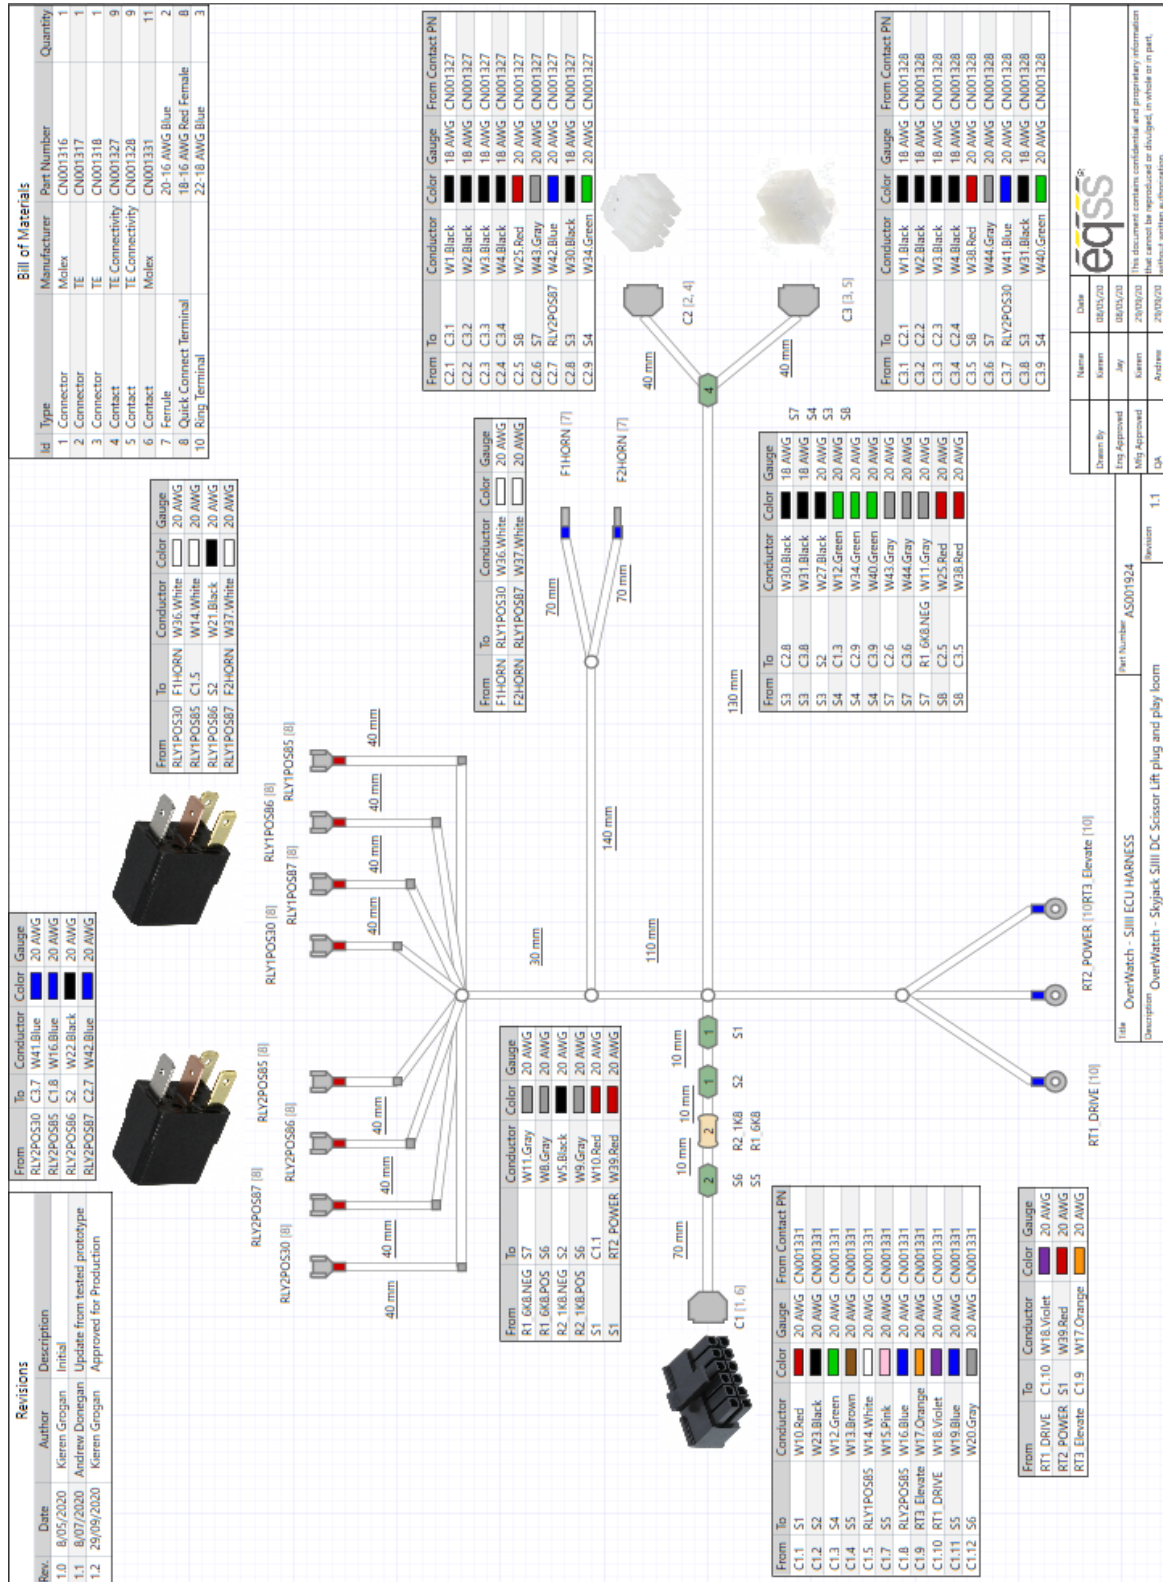 Revisions
Rev. Date Author Description
1.0 8/05/2020 Kieren Grogan Initial
1.1 8/07/2020 Andrew Donegan Update from tested prototype
1.2 29/09/2020 Kieren Grogan Approved for Production
From To Conductor Color Gauge
RLY2POS30 C3.7 W41.Blue 20 AWG
RLY2POS85 C1.8 W16.Blue 20 AWG
RLY2POS86 S2 W22.Black 20 AWG
RLY2POS87 C2.7 W42.Blue 20 AWG
From To Conductor Color Gauge
RLY1POS30 F1HORN W36.White 20 AWG
RLY1POS85 C1.5 W14.White 20 AWG
RLY1POS86 S2 W21.Black 20 AWG
RLY1POS87 F2HORN W37.White 20 AWG
Bill of Materials
Id Type Manufacturer Part Number Quantity
1 Connector Molex CN001316 1
2 Connector TE CN001317 1
3 Connector TE CN001318 1
4 Contact TE Connectivity CN001327 9
5 Contact TE Connectivity CN001328 9
6 Contact Molex CN001331 11
7 Ferrule 20-16 AWG Blue 2
8 Quick Connect Terminal 18-16 AWG Red Female 8
10 Ring Terminal 22-18 AWG Blue 3
RLY2POS30 [8]
RLY2POS87 [8]
RLY2POS86 [8]
RLY2POS85 [8]
RLY1POS30 [8]
RLY1POS87 [8]
RLY1POS86 [8]
RLY1POS85 [8]
40 mm
40 mm
40 mm
40 mm
40 mm
40 mm
40 mm
40 mm
30 mm
140 mm
110 mm
130 mm
From To Conductor Color Gauge
F1HORN RLY1POS30 W36.White 20 AWG
F2HORN RLY1POS87 W37.White 20 AWG
70 mm
70 mm
F1HORN [7]
F2HORN [7]
From To Conductor Color Gauge From Contact PN
C2.1 C3.1 W1.Black 18 AWG CN001327
C2.2 C3.2 W2.Black 18 AWG CN001327
C2.3 C3.3 W3.Black 18 AWG CN001327
C2.4 C3.4 W4.Black 18 AWG CN001327
C2.5 S8 W25.Red 20 AWG CN001327
C2.6 S7 W43.Gray 20 AWG CN001327
C2.7 RLY2POS87 W42.Blue 20 AWG CN001327
C2.8 S3 W30.Black 18 AWG CN001327
C2.9 S4 W34.Green 20 AWG CN001327
40 mm
C2 [2, 4]
40 mm
C3 [3, 5]
4
S7
S4
S3
S8
From To Conductor Color Gauge
R1_6K8.NEG S7 W11.Gray 20 AWG
R1_6K8.POS S6 W8.Gray 20 AWG
R2_1K8.NEG S2 W5.Black 20 AWG
R2_1K8.POS S6 W9.Gray 20 AWG
S1 C1.1 W10.Red 20 AWG
S1 RT2_POWER W39.Red 20 AWG
C1 [1, 6]
70 mm
2
10 mm
2
10 mm
1
10 mm
1
S6
S5
R2_1K8
R1_6K8
S2
S1
From To Conductor Color Gauge
S3 C2.8 W30.Black 18 AWG
S3 C3.8 W31.Black 18 AWG
S3 S2 W27.Black 20 AWG
S4 C1.3 W12.Green 20 AWG
S4 C2.9 W34.Green 20 AWG
S4 C3.9 W40.Green 20 AWG
S7 C2.6 W43.Gray 20 AWG
S7 C3.6 W44.Gray 20 AWG
S7 R1_6K8.NEG W11.Gray 20 AWG
S8 C2.5 W25.Red 20 AWG
S8 C3.5 W38.Red 20 AWG
From To Conductor Color Gauge From Contact PN
C3.1 C2.1 W1.Black 18 AWG CN001328
C3.2 C2.2 W2.Black 18 AWG CN001328
C3.3 C2.3 W3.Black 18 AWG CN001328
C3.4 C2.4 W4.Black 18 AWG CN001328
C3.5 S8 W38.Red 20 AWG CN001328
C3.6 S7 W44.Gray 20 AWG CN001328
C3.7 RLY2POS30 W41.Blue 20 AWG CN001328
C3.8 S3 W31.Black 18 AWG CN001328
C3.9 S4 W40.Green 20 AWG CN001328
From To Conductor Color Gauge From Contact PN
C1.1 S1 W10.Red 20 AWG CN001331
C1.2 S2 W23.Black 20 AWG CN001331
C1.3 S4 W12.Green 20 AWG CN001331
C1.4 S5 W13.Brown 20 AWG CN001331
C1.5 RLY1POS85 W14.White 20 AWG CN001331
C1.7 S5 W15.Pink 20 AWG CN001331
C1.8 RLY2POS85 W16.Blue 20 AWG CN001331
C1.9 RT3_Elevate W17.Orange 20 AWG CN001331
C1.10 RT1_DRIVE W18.Violet 20 AWG CN001331
C1.11 S5 W19.Blue 20 AWG CN001331
C1.12 S6 W20.Gray 20 AWG CN001331
From To Conductor Color Gauge
RT1_DRIVE C1.10 W18.Violet 20 AWG
RT2_POWER S1 W39.Red 20 AWG
RT3_Elevate C1.9 W17.Orange 20 AWG
RT1_DRIVE [10]
RT2_POWER [10]
RT3_Elevate [10]
Title OverWatch - SJIII ECU HARNESS
Part Number AS001924
Description OverWatch - Skyjack SJIII DC Scissor Lift plug and play loom
Revision 1.1
Name Date
Drawn By Kieren 08/05/20
Eng Approved Jay 08/05/20
Mfg Approved Kieren 29/09/20
QA Andrew 29/09/20
eqss
This document contains confidential and proprietary information
that cannot be reproduced or divulged, in whole or in part,
without written authorization